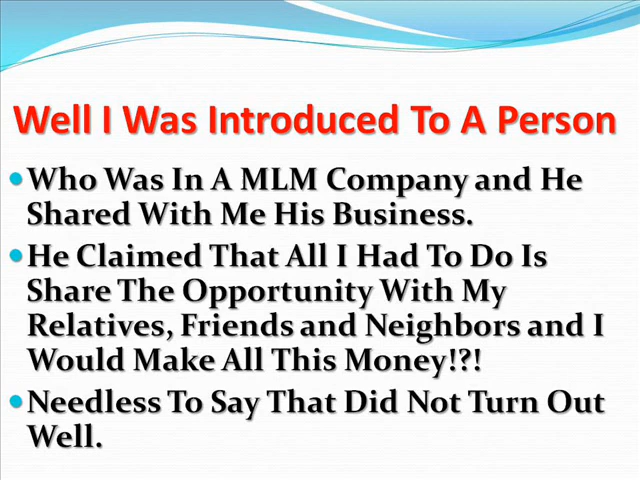 Well I Was Introduced To A Person
Who Was In A MLM Company and He
Shared With Me His Business.
He Claimed That All I Had To Do Is
Share The Opportunity With My
Relatives, Friends and Neighbors and I
Would Make All This Money!?!
Needless To Say That Did Not Turn Out
Well.